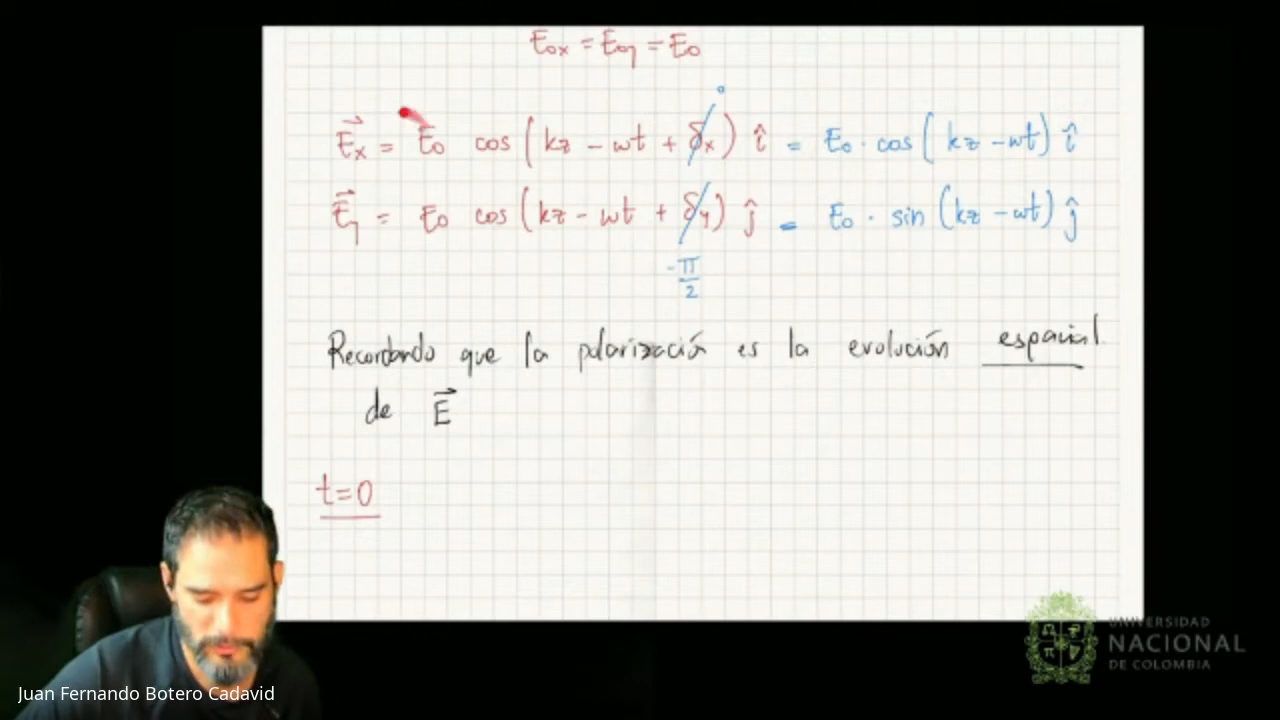 E₀ₓ = E₀y = E₀
0
E⃗ₓ = E₀ cos(kz - ωt + δₓ) î = E₀ · cos(kz - ωt) î
E⃗y = E₀ cos(kz - ωt + δy) ĵ = E₀ · sin(kz - ωt) ĵ
-π/2
Recordando que la polarización es la evolución espacial
de E⃗
t=0
UNIVERSIDAD
NACIONAL
DE COLOMBIA
Juan Fernando Botero Cadavid